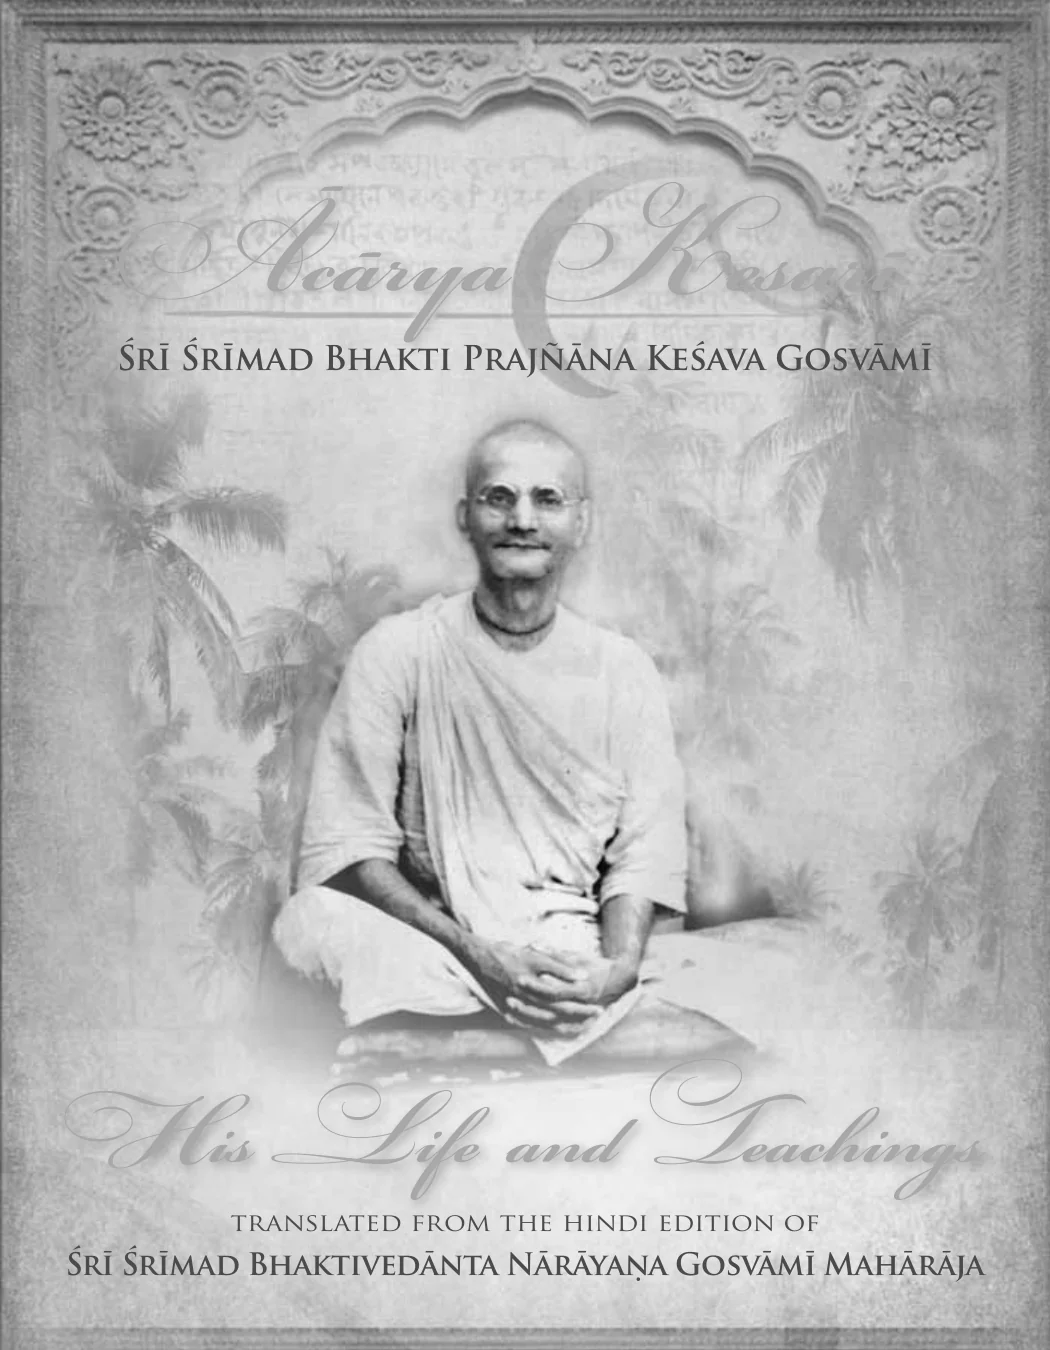 Ācārya Kesarī
Śrī Śrīmad Bhakti Prajñāna Keśava Gosvāmī
His Life and Teachings
TRANSLATED FROM THE HINDI EDITION OF
Śrī Śrīmad Bhaktivedānta Nārāyaṇa Gosvāmī Mahārāja